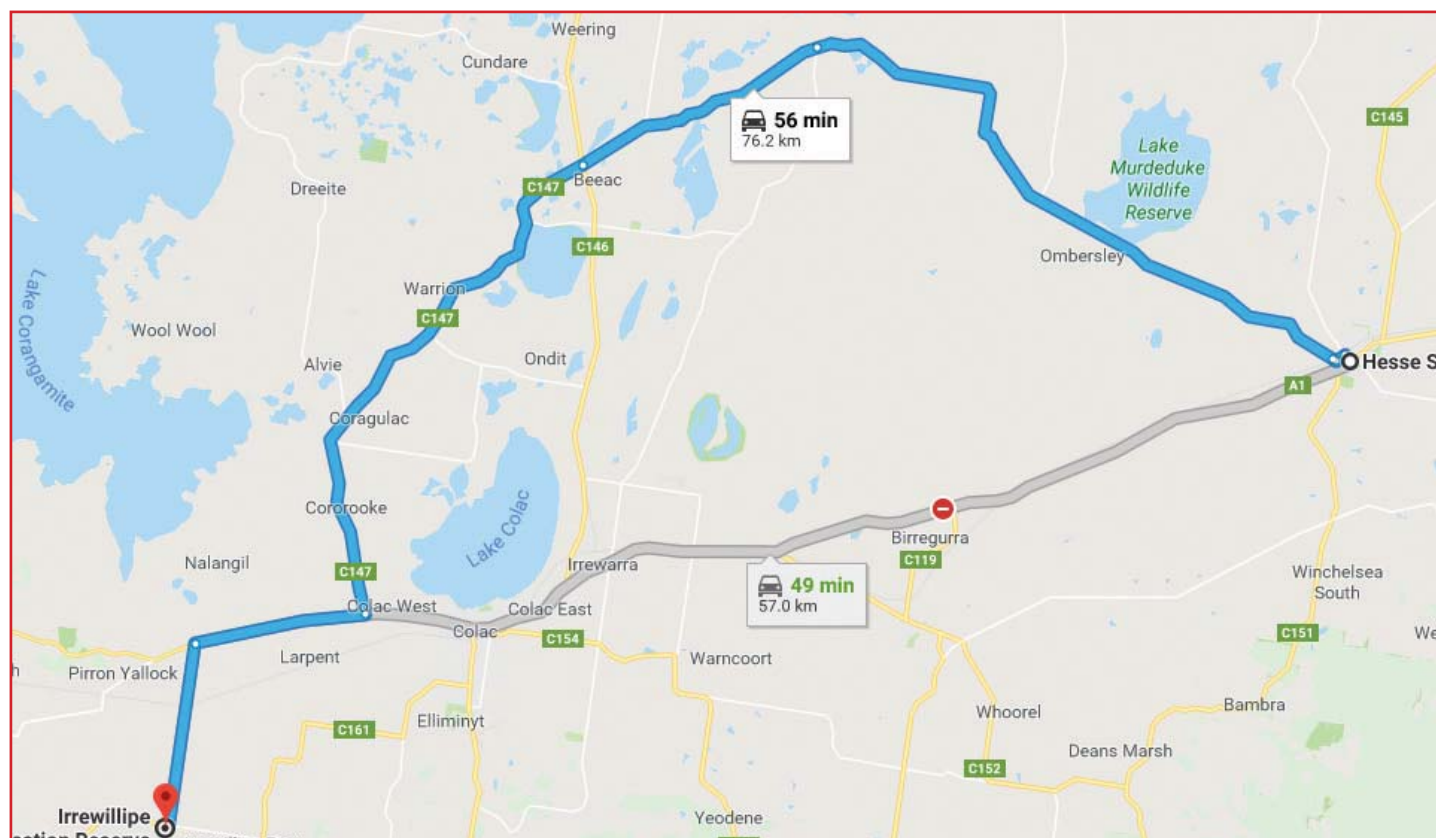 Weering
Cundare
56 min
76.2 km
C145
Lake
Murdeduke
Wildlife
Reserve
Dreeite
C147
Beeac
C146
Ombersley
Lake Corangamite
Warrion
C147
Wool Wool
Ondit
Alvie
Hesse S
A1
Coragulac
Cororooke
Lake Colac
Birregurra
Nalangil
Irrewarra
C119
C147
49 min
57.0 km
Winchelsea
South
Colac West
Colac East
Colac
C154
C151
We
Larpent
Warncoort
h
Pirron Yallock
Bambra
Elliminyt
Whoorel
C161
Deans Marsh
C152
Irrewillipe
Yeodene
ection Reserve